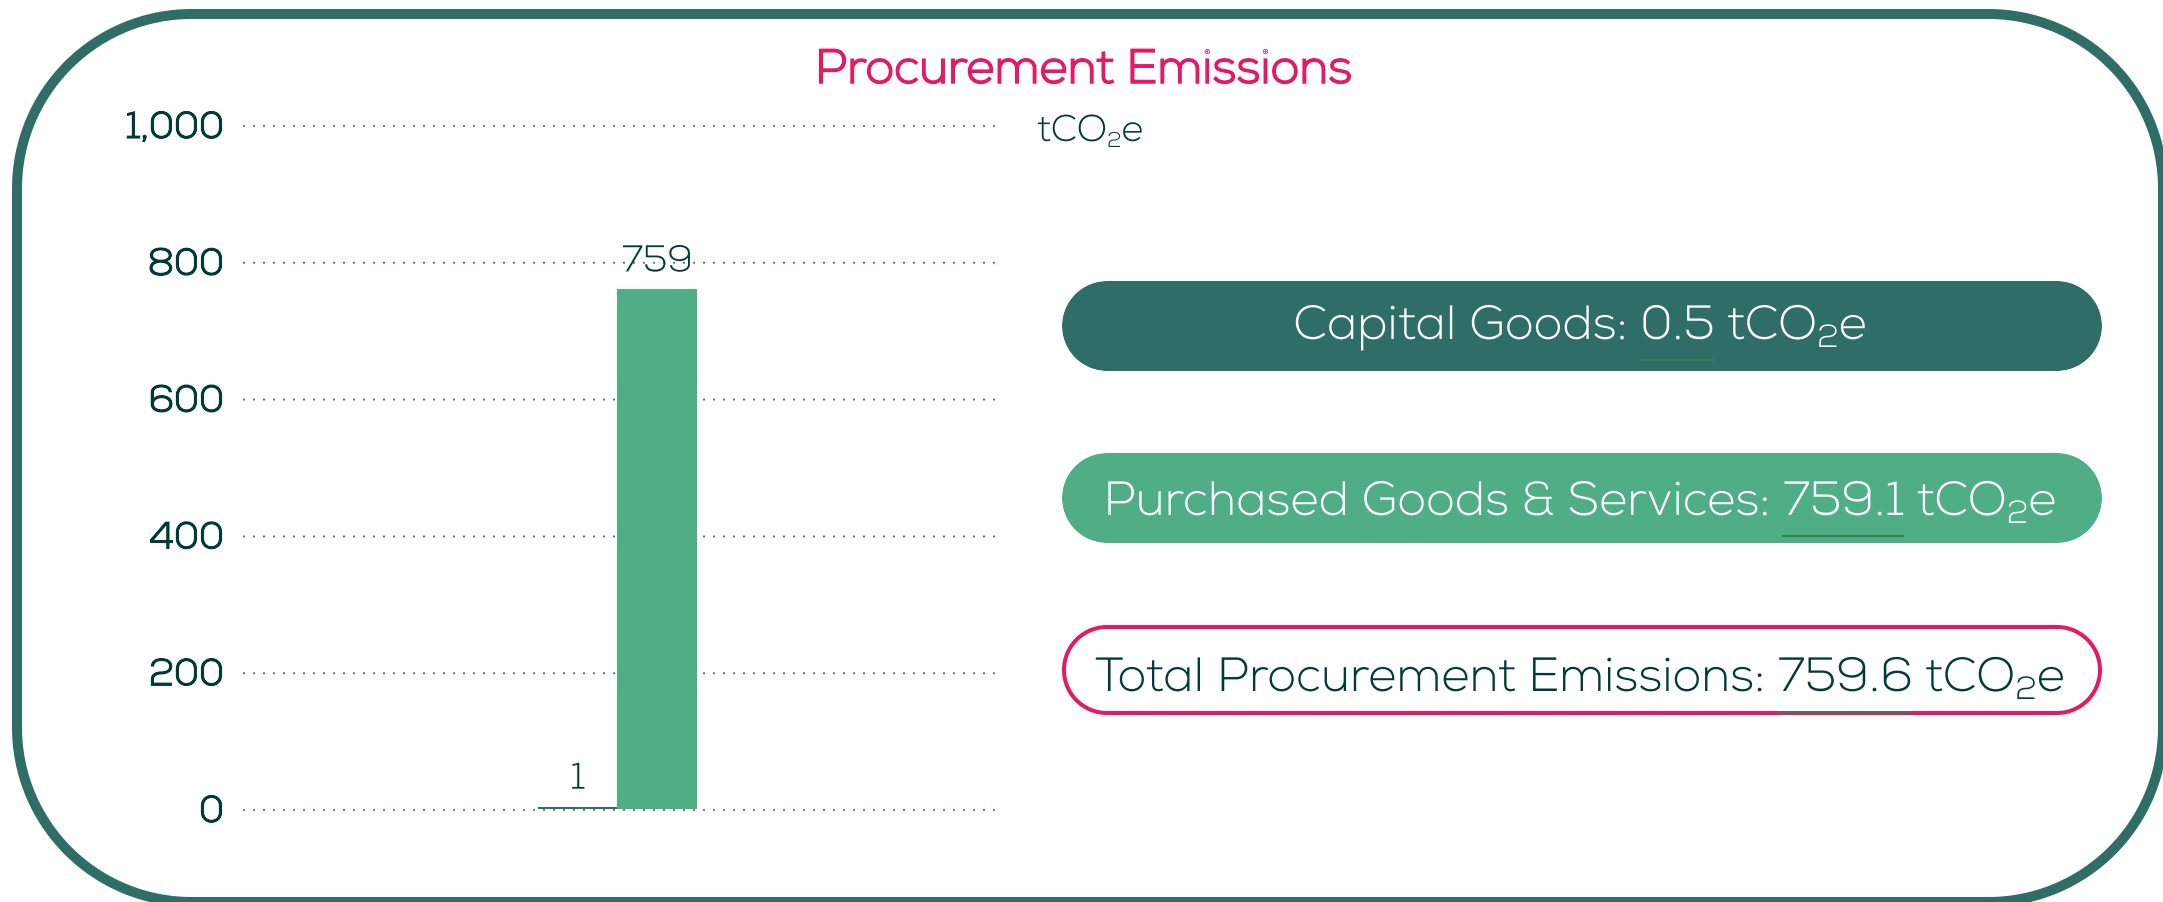 Procurement Emissions
1,000
tCO₂e
800
759
600
400
200
1
0
Capital Goods: 0.5 tCO₂e
Purchased Goods & Services: 759.1 tCO₂e
Total Procurement Emissions: 759.6 tCO₂e